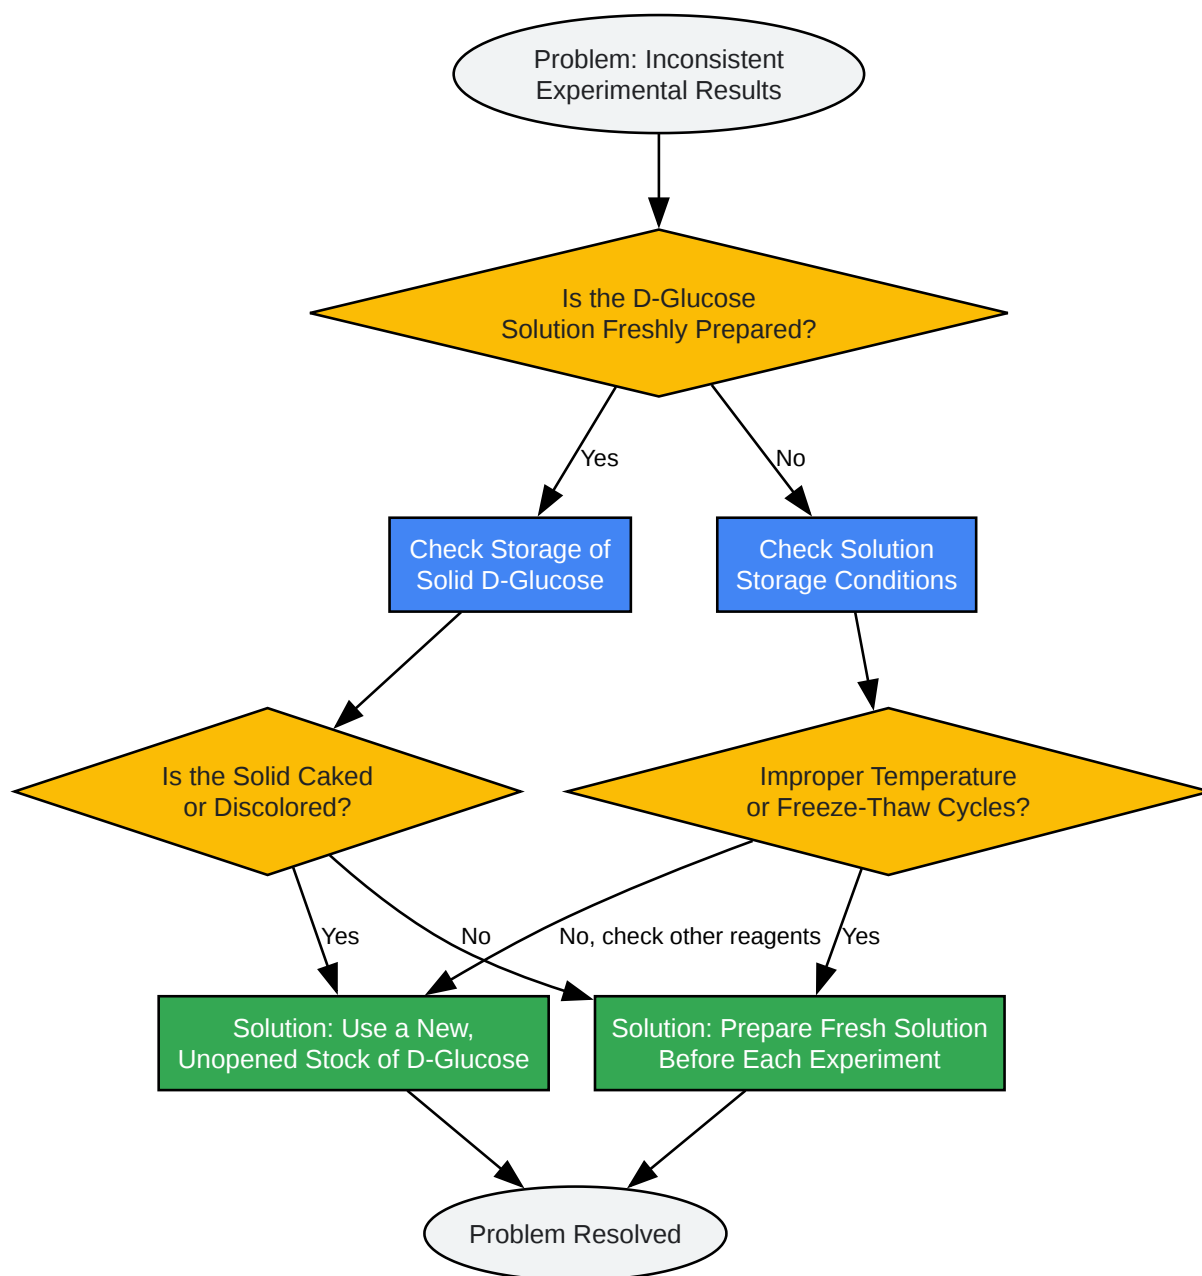 Problem: Inconsistent
Experimental Results
Is the D-Glucose
Solution Freshly Prepared?
Yes
No
Check Storage of
Solid D-Glucose
Check Solution
Storage Conditions
Is the Solid Caked
or Discolored?
Improper Temperature
or Freeze-Thaw Cycles?
Yes
No
No, check other reagents
Yes
Solution: Use a New,
Unopened Stock of D-Glucose
Solution: Prepare Fresh Solution
Before Each Experiment
Problem Resolved